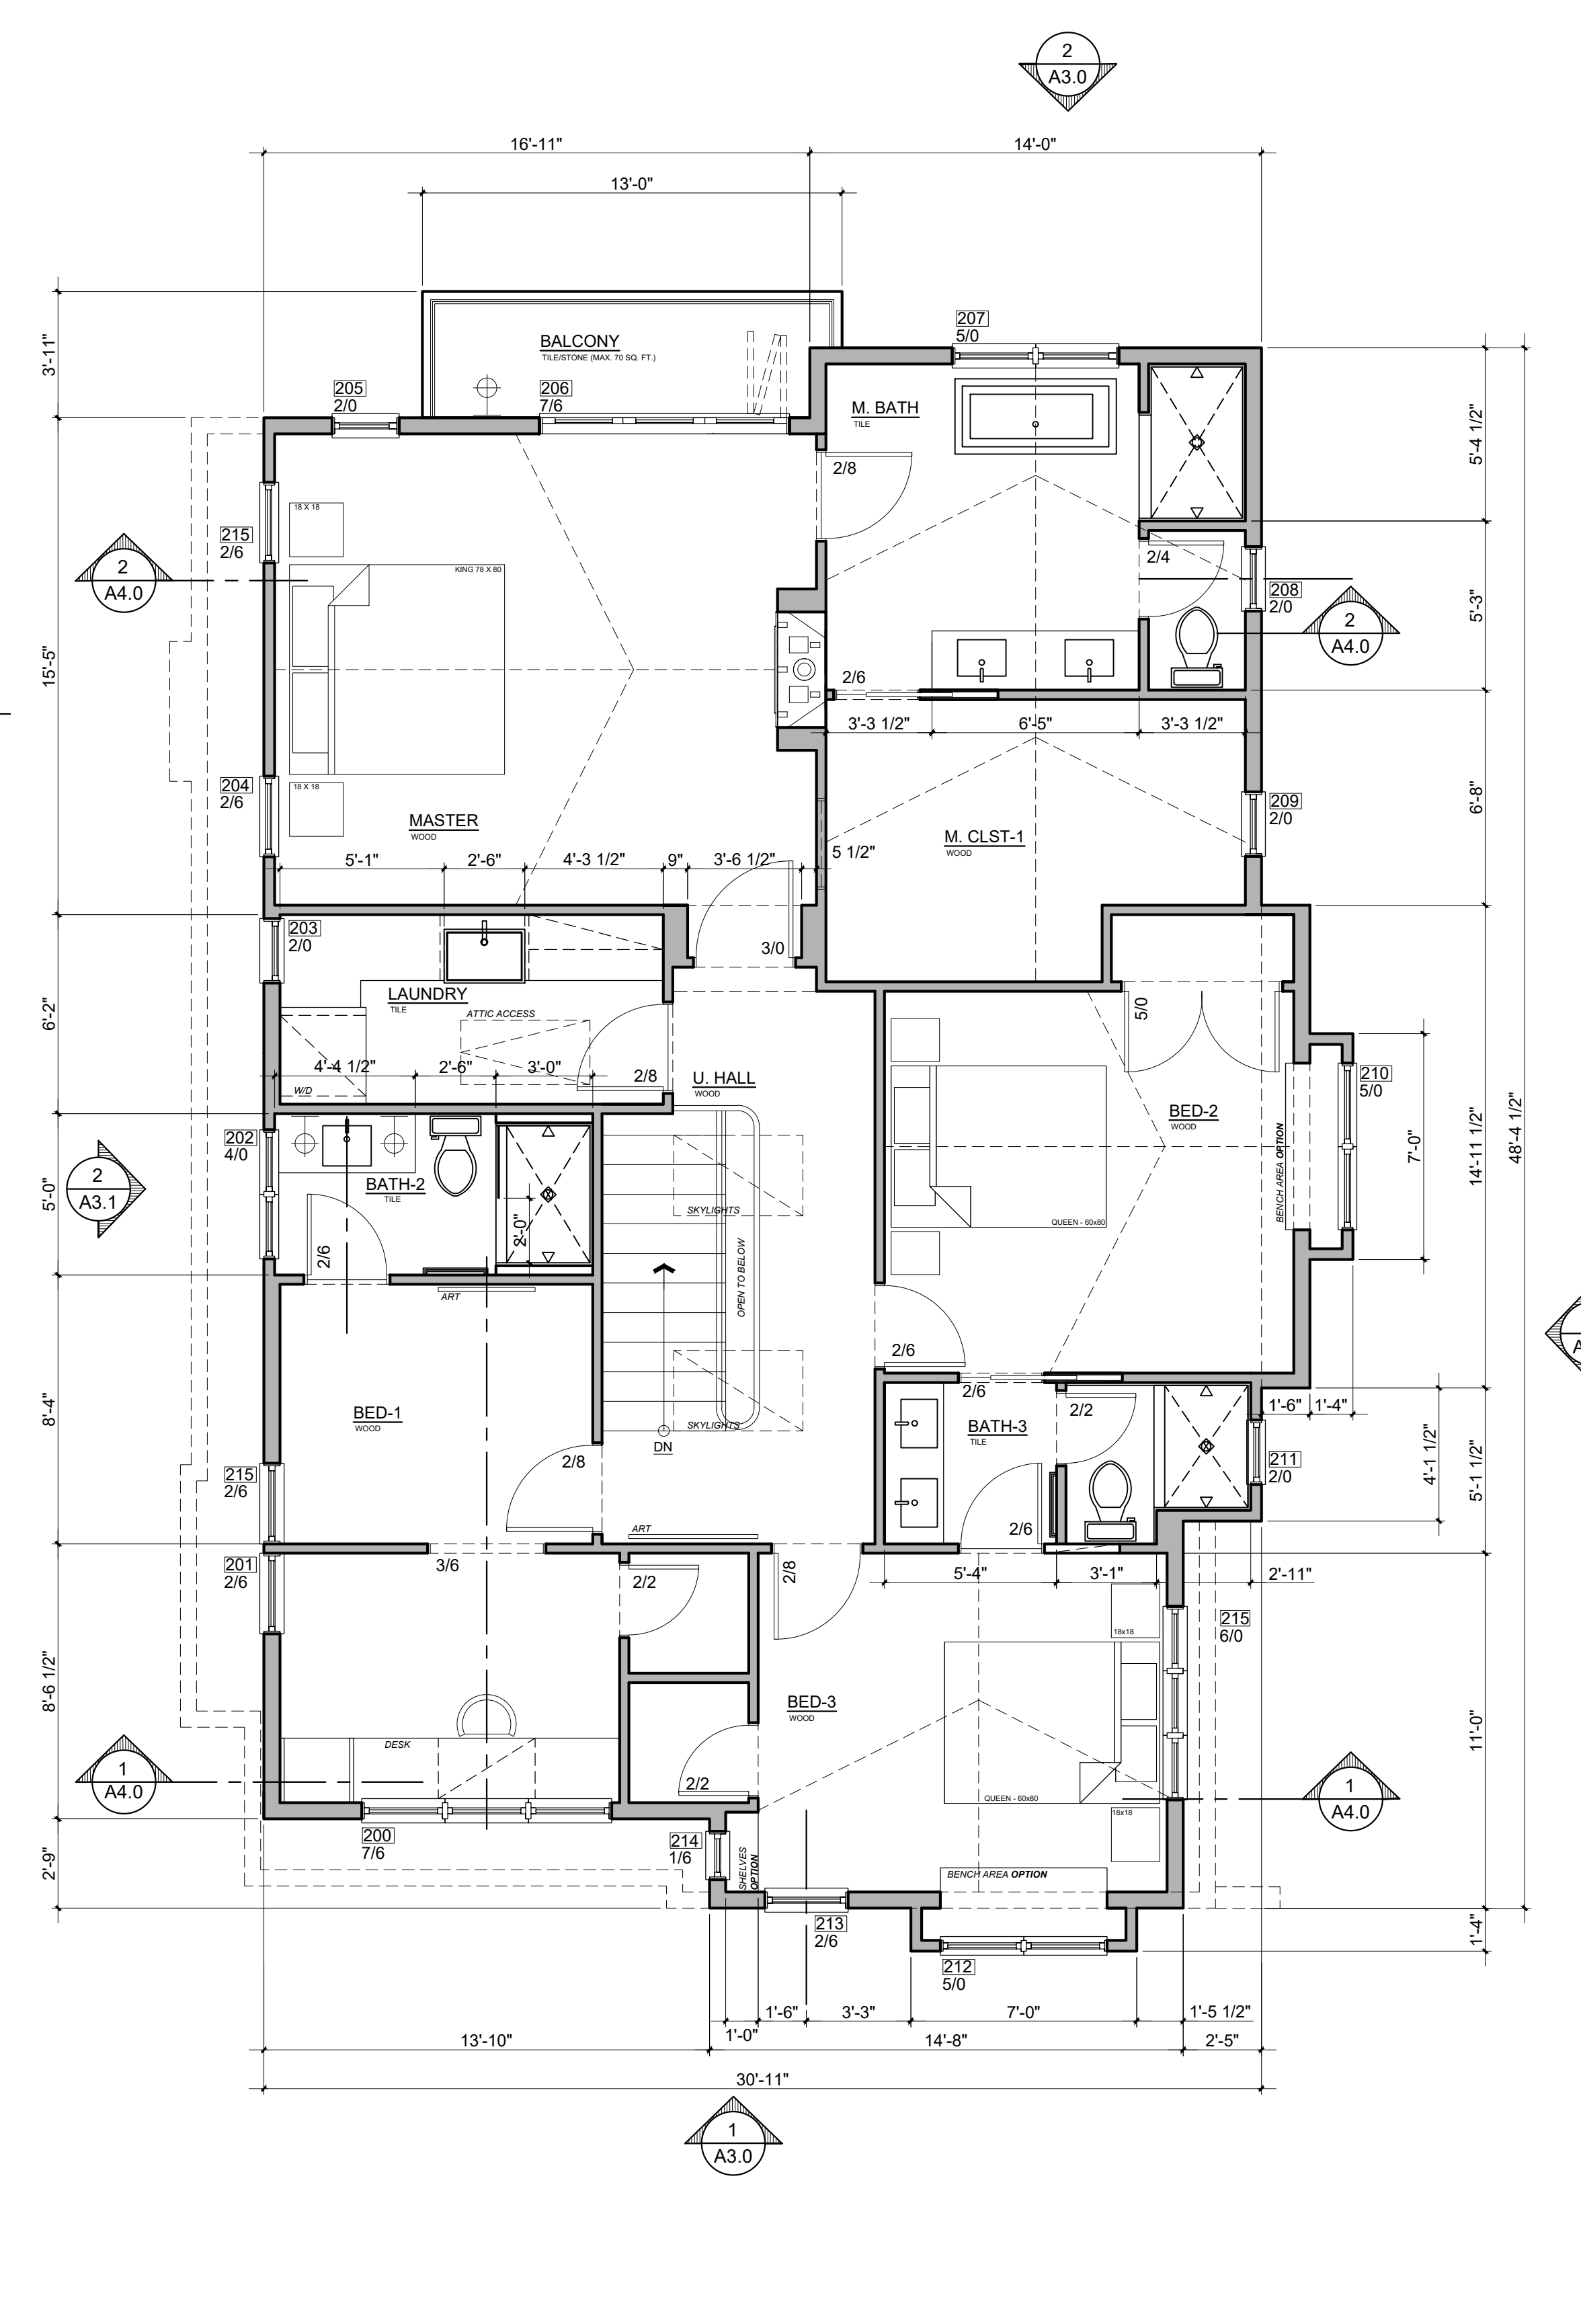 2
A3.0
16'-11"
14'-0"
13'-0"
3'-11"
207
5/0
BALCONY
TILE/STONE (MAX. 70 SQ. FT.)
205
2/0
206
7/6
M. BATH
TILE
5'-4 1/2"
2/8
18 X 18
215
2/6
2
A4.0
KING 78 X 80
2/4
208
2/0
5'-3"
2
A4.0
15'-5"
2/6
3'-3 1/2"
6'-5"
3'-3 1/2"
204
2/6
18 X 18
MASTER
WOOD
209
2/0
6'-8"
M. CLST-1
WOOD
5'-1"
2'-6"
4'-3 1/2"
9"
3'-6 1/2"
5 1/2"
203
2/0
3/0
LAUNDRY
TILE
ATTIC ACCESS
6'-2"
5/0
4'-4 1/2"
2'-6"
3'-0"
W/D
2/8
U. HALL
WOOD
210
5/0
BED-2
WOOD
7'-0"
14'-11 1/2"
48'-4 1/2"
202
4/0
2
A3.1
5'-0"
BATH-2
TILE
SKYLIGHTS
BENCH AREA OPTION
QUEEN - 60x80
2'-0"
2/6
OPEN TO BELOW
ART
2/6
8'-4"
BED-1
WOOD
SKYLIGHTS
DN
2/6
2/2
BATH-3
TILE
1'-6"
1'-4"
4'-1 1/2"
5'-1 1/2"
2/8
211
2/0
215
2/6
ART
2/6
201
2/6
3/6
2/2
2/8
5'-4"
3'-1"
2'-11"
18x18
215
6/0
8'-6 1/2"
BED-3
WOOD
11'-0"
DESK
1
A4.0
2/2
QUEEN - 60x80
18x18
1
A4.0
200
7/6
214
1/6
SHELVES
OPTION
BENCH AREA OPTION
2'-9"
213
2/6
212
5/0
1'-4"
1'-6"
3'-3"
7'-0"
1'-5 1/2"
1'-0"
13'-10"
14'-8"
2'-5"
30'-11"
1
A3.0